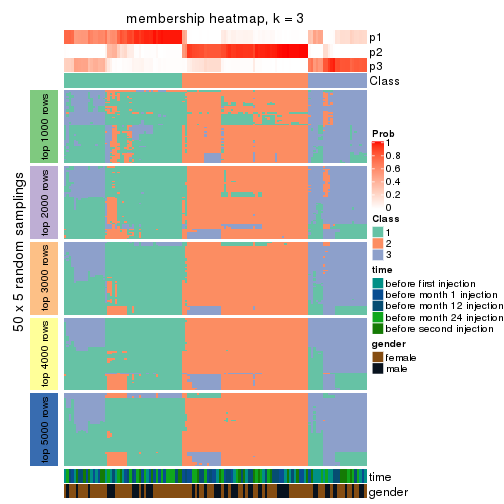 membership heatmap, k = 3
p1
p2
p3
Class
50 x 5 random samplings
top 1000 rows
top 2000 rows
top 3000 rows
top 4000 rows
top 5000 rows
time
gender
Prob
1
0.8
0.6
0.4
0.2
0
Class
1
2
3
time
before first injection
before month 1 injection
before month 12 injection
before month 24 injection
before second injection
gender
female
male